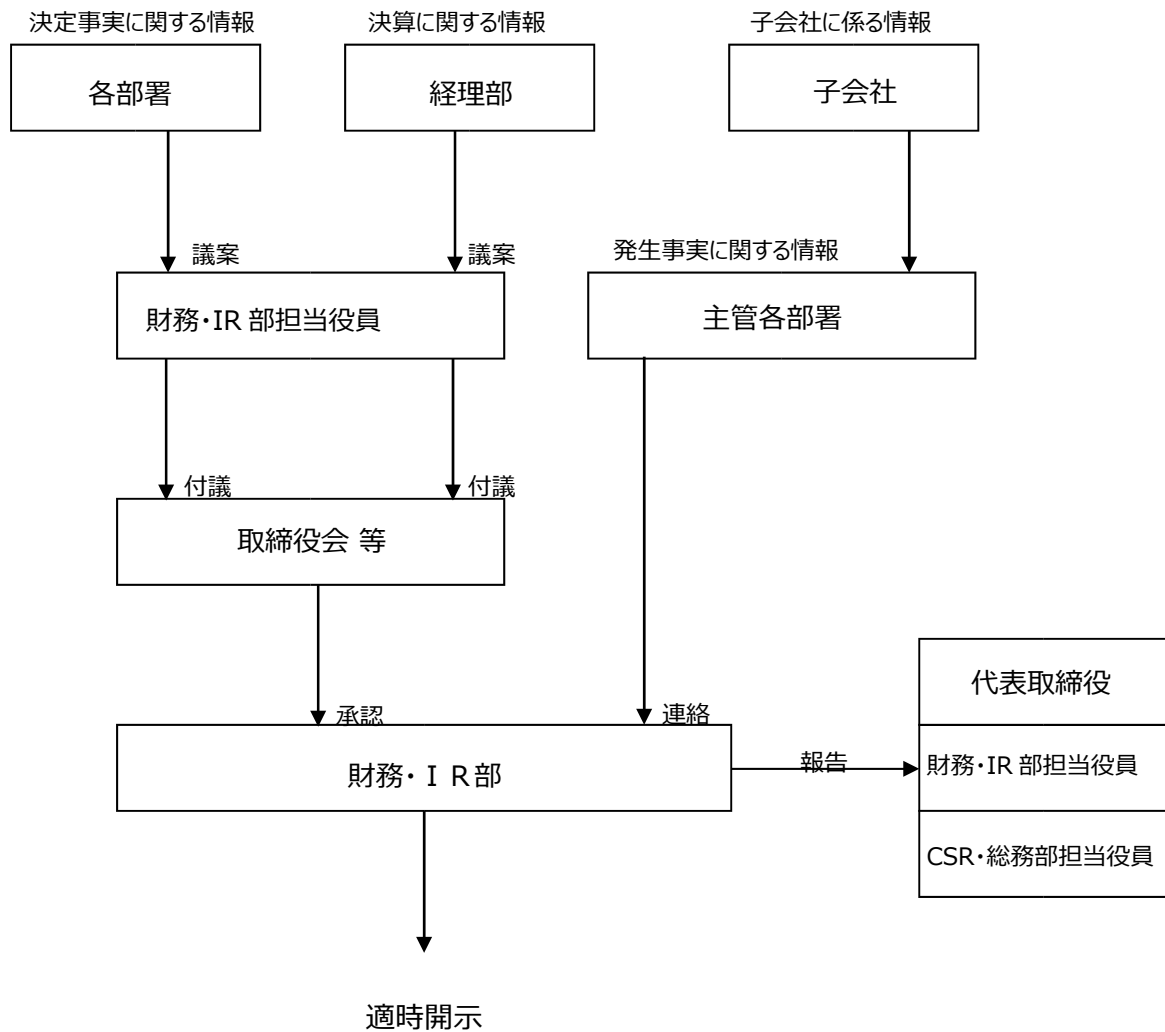 決定事実に関する情報
決算に関する情報
子会社に係る情報
各部署
経理部
子会社
議案
議案
発生事実に関する情報
財務・IR 部担当役員
主管各部署
付議
付議
取締役会 等
承認
連絡
代表取締役
財務・ＩＲ部
報告
財務・IR 部担当役員
CSR・総務部担当役員
適時開示